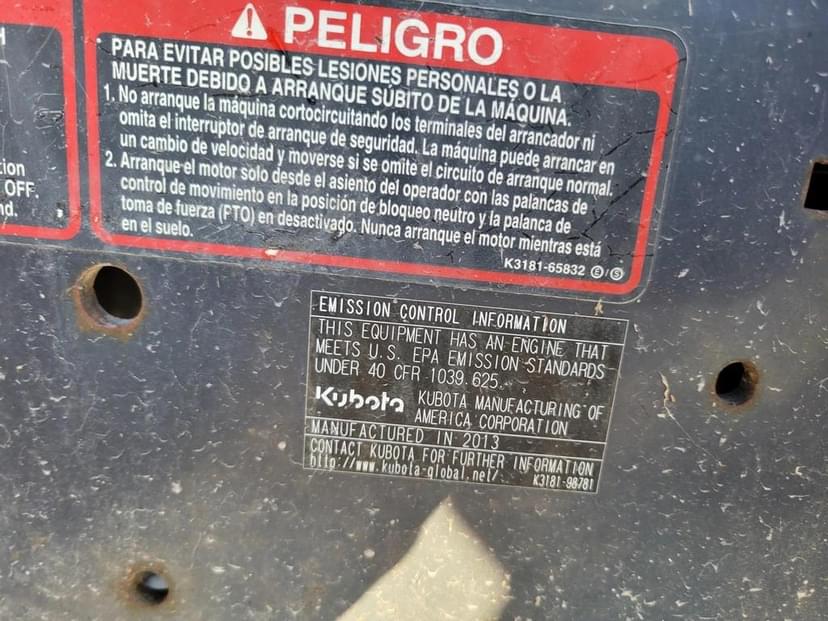 H
tion
OFF.
nd.
PELIGRO
PARA EVITAR POSIBLES LESIONES PERSONALES O LA
MUERTE DEBIDO A ARRANQUE SÚBITO DE LA MÁQUINA.
1. No arranque la máquina cortocircuitando los terminales del arrancador ni
omita el interruptor de arranque de seguridad. La máquina puede arrancar en
un cambio de velocidad y moverse si se omite el circuito de arranque normal.
2. Arranque el motor solo desde el asiento del operador con las palancas de
control de movimiento en la posición de bloqueo neutro y la palanca de
toma de fuerza (FTO) en desactivado. Nunca arranque el motor mientras está
en el suelo.
K3181-65832 E/S
EMISSION CONTROL INFORMATION
THIS EQUIPMENT HAS AN ENGINE THAT
MEETS U.S. EPA EMISSION STANDARDS
UNDER 40 CFR 1039.625.
Kubota KUBOTA MANUFACTURING OF
AMERICA CORPORATION
MANUFACTURED IN 2013
CONTACT KUBOTA FOR FURTHER INFORMATION
http://www.kubota-global.net/ K3181-98781